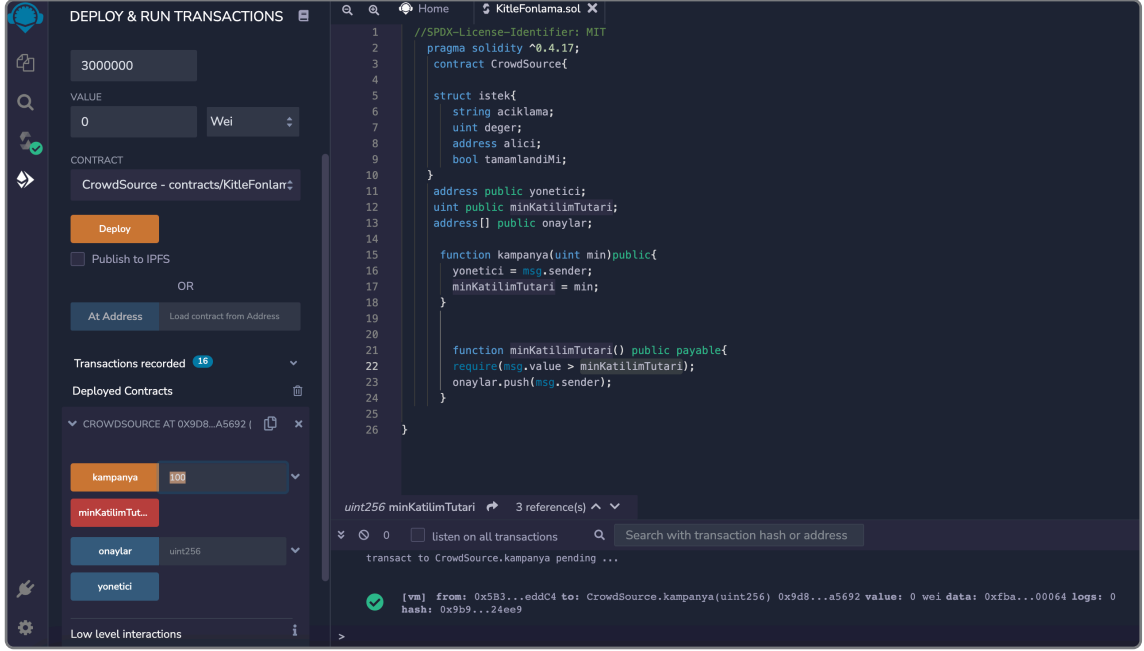 DEPLOY & RUN TRANSACTIONS
3000000
VALUE
0
Wei
CONTRACT
CrowdSource - contracts/KitleFonlam
Deploy
Publish to IPFS
OR
At Address
Load contract from Address
Transactions recorded 16
Deployed Contracts
CROWDSOURCE AT 0X9D8...A5692 (
kampanya
100
minKatilimTut...
onaylar
uint256
yonetici
Low level interactions
i
Home
KitleFonlama.sol
1 //SPDX-License-Identifier: MIT
2 pragma solidity ^0.4.17;
3 contract CrowdSource{
4
5 struct istek{
6 string aciklama;
7 uint deger;
8 address alici;
9 bool tamamlandiMi;
10 }
11 address public yonetici;
12 uint public minKatilimTutari;
13 address[] public onaylar;
14
15 function kampanya(uint min)public{
16 yonetici = msg.sender;
17 minKatilimTutari = min;
18 }
19
20
21 function minKatilimTutari() public payable{
22 require(msg.value > minKatilimTutari);
23 onaylar.push(msg.sender);
24 }
25
26 }
uint256 minKatilimTutari
3 reference(s)
0
listen on all transactions
Search with transaction hash or address
transact to CrowdSource.kampanya pending ...
[vm] from: 0x5B3...eddC4 to: CrowdSource.kampanya(uint256) 0x9d8...a5692 value: 0 wei data: 0xfba...00064 logs: 0
hash: 0x9b9...24ee9
>